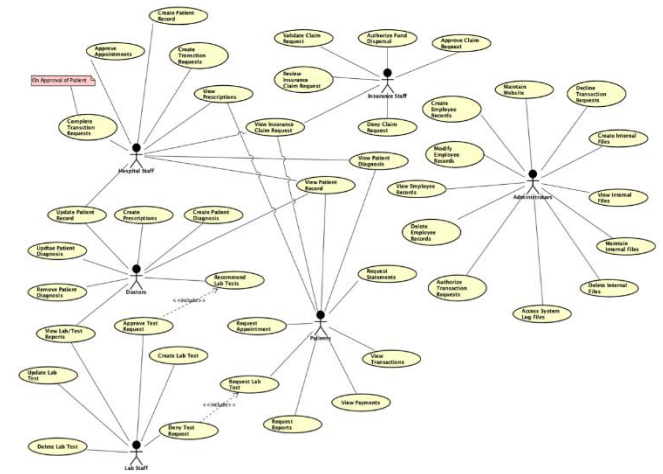 Create Patient
Record
Approve
Appointments
Create
Transction
Requests
On Approval of Patient
View
Prescriptions
Complete
Transction
Requests
Hospital Staff
Validate Claim
Request
Authorize Fund
Disposal
Approve Claim
Request
Review
Insurance
Claim Request
Insurance Staff
View Insurance
Claim Request
Deny Claim
Request
View Patient
Diagnosis
View Patient
Record
Maintain
Website
Decline
Transaction
Requests
Create
Employee
Records
Create Internal
Files
Modify
Employee
Records
View Employee
Records
Administrators
View Internal
Files
Delete
Employee
Records
Maintain
Internal Files
Authorize
Transaction
Requests
Delete Internal
Files
Access System
Log Files
Update Patient
Record
Create
Prescriptions
Create Patient
Diagnosis
Updtae Patient
Diagnosis
Remove Patient
Diagnosis
Doctors
Recommend
Lab Tests
<<include>>
View Lab/Test
Reports
Approve Test
Request
Create Lab Test
Update Lab
Test
Delete Lab Test
Deny Test
Request
Lab Staff
<<include>>
Request Lab
Test
Request
Appointment
Patients
Request
Statements
View
Transactions
View Payments
Request
Reports